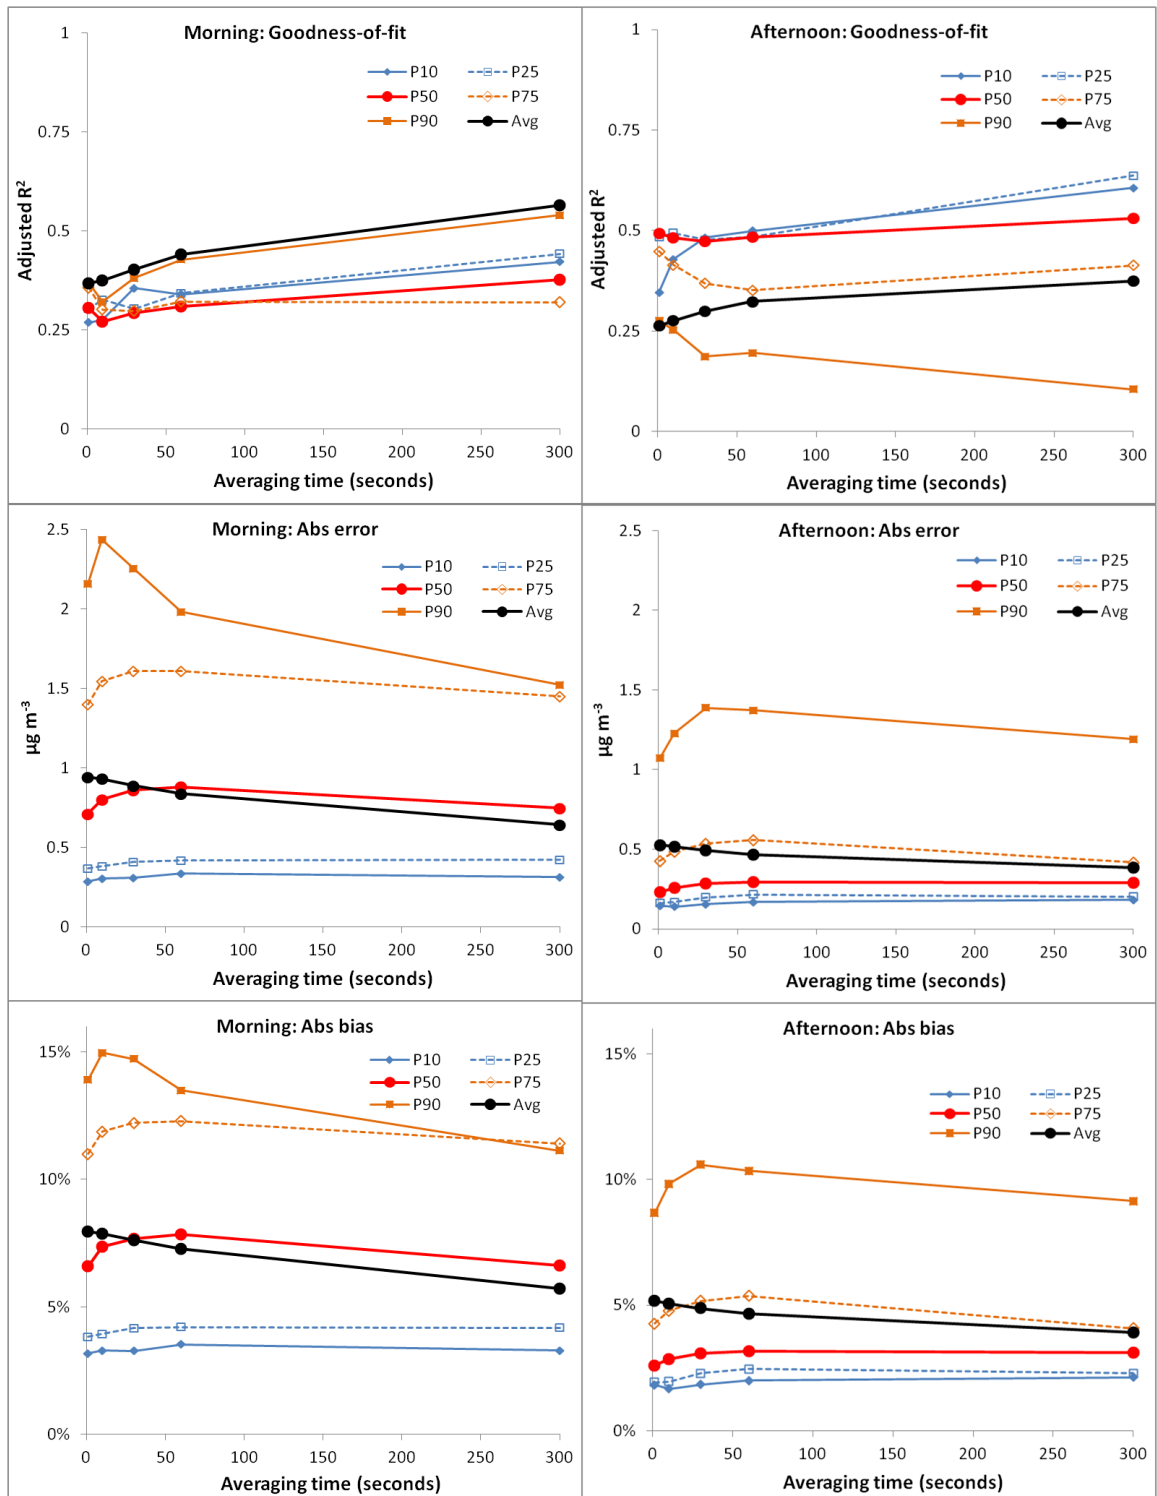 Morning: Goodness-of-fit
1
P10 P25
P50 P75
P90 Avg
0.75
0.5
0.25
0
Adjusted R²
0 50 100 150 200 250 300
Averaging time (seconds)
Afternoon: Goodness-of-fit
1
P10 P25
P50 P75
P90 Avg
0.75
0.5
0.25
0
Adjusted R²
0 50 100 150 200 250 300
Averaging time (seconds)
Morning: Abs error
2.5
P10 P25
P50 P75
P90 Avg
2
1.5
1
0.5
0
µg m⁻³
0 50 100 150 200 250 300
Averaging time (seconds)
Afternoon: Abs error
2.5
P10 P25
P50 P75
P90 Avg
2
1.5
1
0.5
0
0 50 100 150 200 250 300
Averaging time (seconds)
Morning: Abs bias
15%
P10 P25
P50 P75
P90 Avg
10%
5%
0%
0 50 100 150 200 250 300
Averaging time (seconds)
Afternoon: Abs bias
15%
P10 P25
P50 P75
P90 Avg
10%
5%
0%
0 50 100 150 200 250 300
Averaging time (seconds)